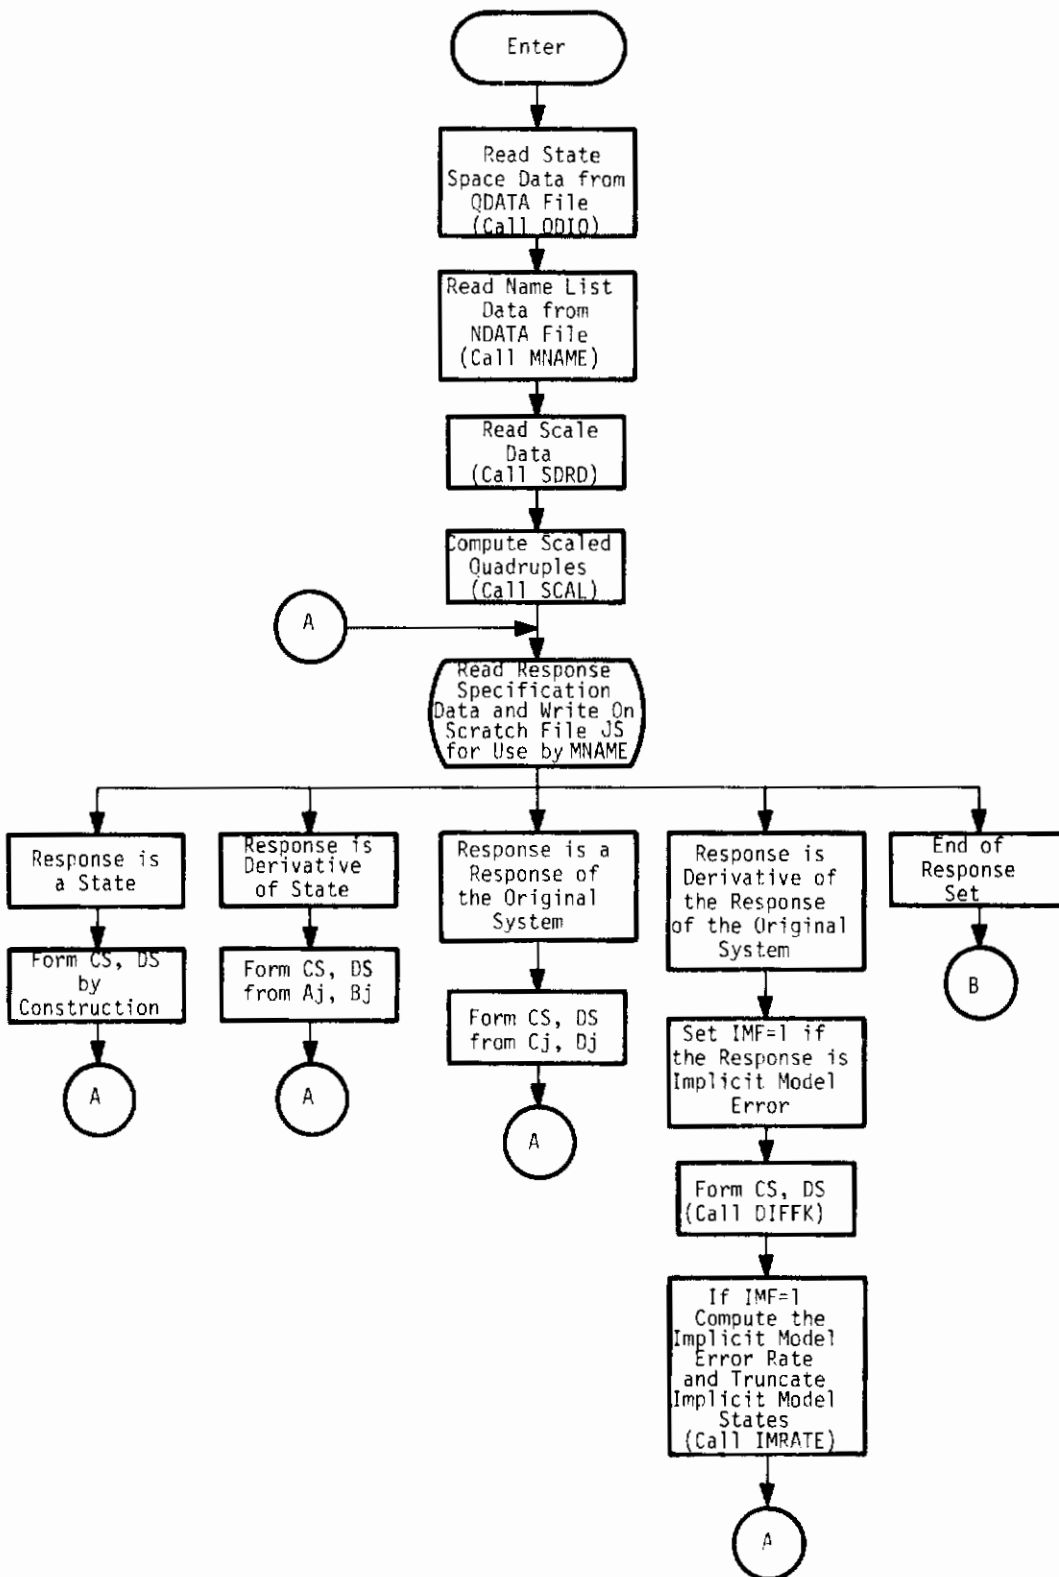 Enter
Read State
Space Data from
QDATA File
(Call QDIO)
Read Name List
Data from
NDATA File
(Call MNAME)
Read Scale
Data
(Call SDRD)
Compute Scaled
Quadruples
(Call SCAL)
A
Read Response
Specification
Data and Write On
Scratch File JS
for Use by MNAME
Response is
a State
Form CS, DS
by
Construction
A
Response is
Derivative
of State
Form CS, DS
from Aj, Bj
A
Response is a
Response of
the Original
System
Form CS, DS
from Cj, Dj
A
Response is
Derivative of
the Response
of the Original
System
Set IMF=1 if
the Response is
Implicit Model
Error
Form CS, DS
(Call DIFFK)
If IMF=1
Compute the
Implicit Model
Error Rate
and Truncate
Implicit Model
States
(Call IMRATE)
A
End of
Response
Set
B